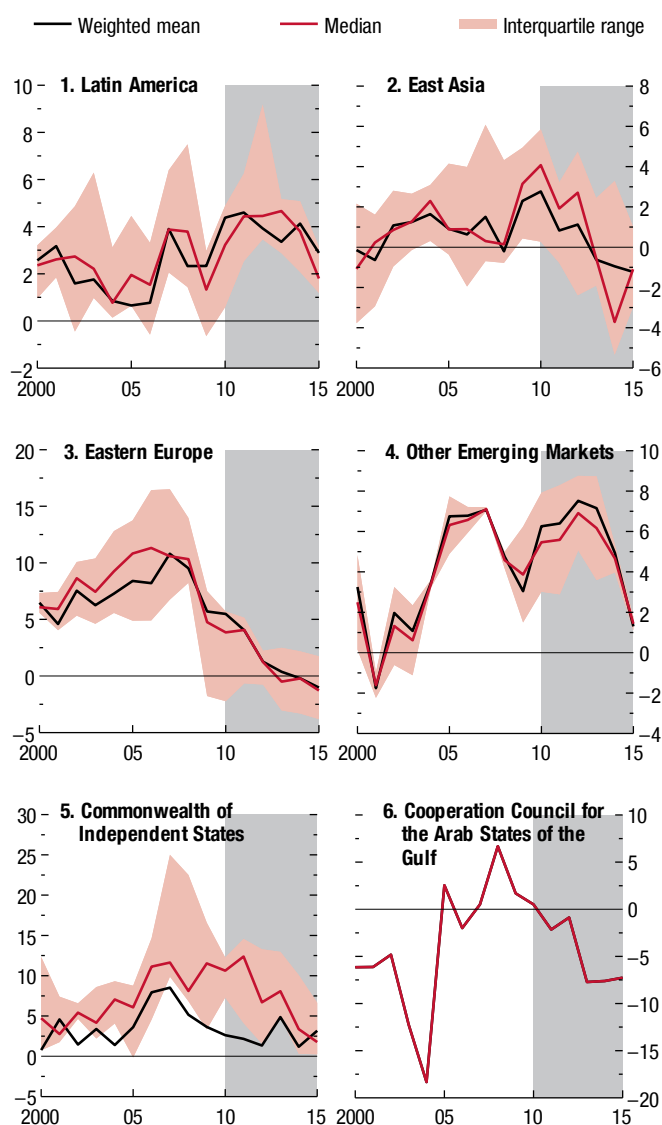 Weighted mean Median Interquartile range
1. Latin America
10
8
6
4
2
0
−2
2000 05 10 15
2. East Asia
8
6
4
2
0
−2
−4
−6
2000 05 10 15
3. Eastern Europe
20
15
10
5
0
−5
2000 05 10 15
4. Other Emerging Markets
10
8
6
4
2
0
−2
−4
2000 05 10 15
5. Commonwealth of
Independent States
30
25
20
15
10
5
0
−5
2000 05 10 15
6. Cooperation Council for
the Arab States of the
Gulf
10
5
0
−5
−10
−15
−20
2000 05 10 15